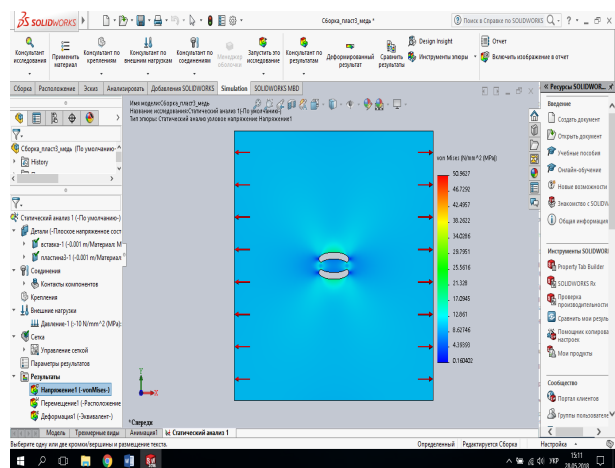 SOLIDWORKS
Сборка_пласт3_медь *
Поиск в Справке по SOLIDWORKS
Консультант исследования
Применить материал
Консультант по креплениям
Консультант по внешним нагрузкам
Консультант по соединениям
Менеджер оболочки
Запустить это исследование
Консультант по результатам
Деформированный результат
Сравнить результаты
Design Insight
Инструменты эпюры
Отчет
Включить изображение в отчет
Сборка Расположение Эскиз Анализировать Добавления SOLIDWORKS Simulation SOLIDWORKS MBD
Имя модели:Сборка_пласт3_медь
Название исследования:Статический анализ 1(-По умолчанию-)
Тип эпюры: Статический анализ узловое напряжение Напряжение1
Сборка_пласт3_медь (По умолчанию-
History
Статический анализ 1 (-По умолчанию-)
Детали (-Плоское напряженное сост
вставка-1 (-0.001 m/Материал М
пластина3-1 (-0.001 m/Материал
Соединения
Контакты компонентов
Крепления
Внешние нагрузки
Давление-1 (:-10 N/mm^2 (MPa):
Сетка
Управление сеткой
Параметры результатов
Результаты
Напряжение1 (-vonMises-)
Перемещение1 (-Расположение
Деформация1 (-Эквивалент-)
von Mises (N/mm^2 (MPa))
50.9627
46.7292
42.4957
38.2622
34.0286
29.7951
25.5616
21.328
17.0945
12.861
8.62746
4.39393
0.160402
Y
X
*Спереди
Ресурсы SOLIDWOR...
Введение
Создать документ
Открыть документ
Учебные пособия
Онлайн-обучение
Новые возможности
Знакомство с SOLIDW
Общая информация
Инструменты SOLIDWORI
Property Tab Builder
SOLIDWORKS Rx
Проверка производительности
Сравнить мои резуль
Помощник копирова настроек
Мои продукты
Сообщество
Портал клиентов
Группы пользователе
Модель Трехмерные виды Анимация1 Статический анализ 1
Выберите одну или две кромки/вершины и размещение текста.
Определенный Редактируется Сборка Настройка
УКР
15:11
28.05.2018